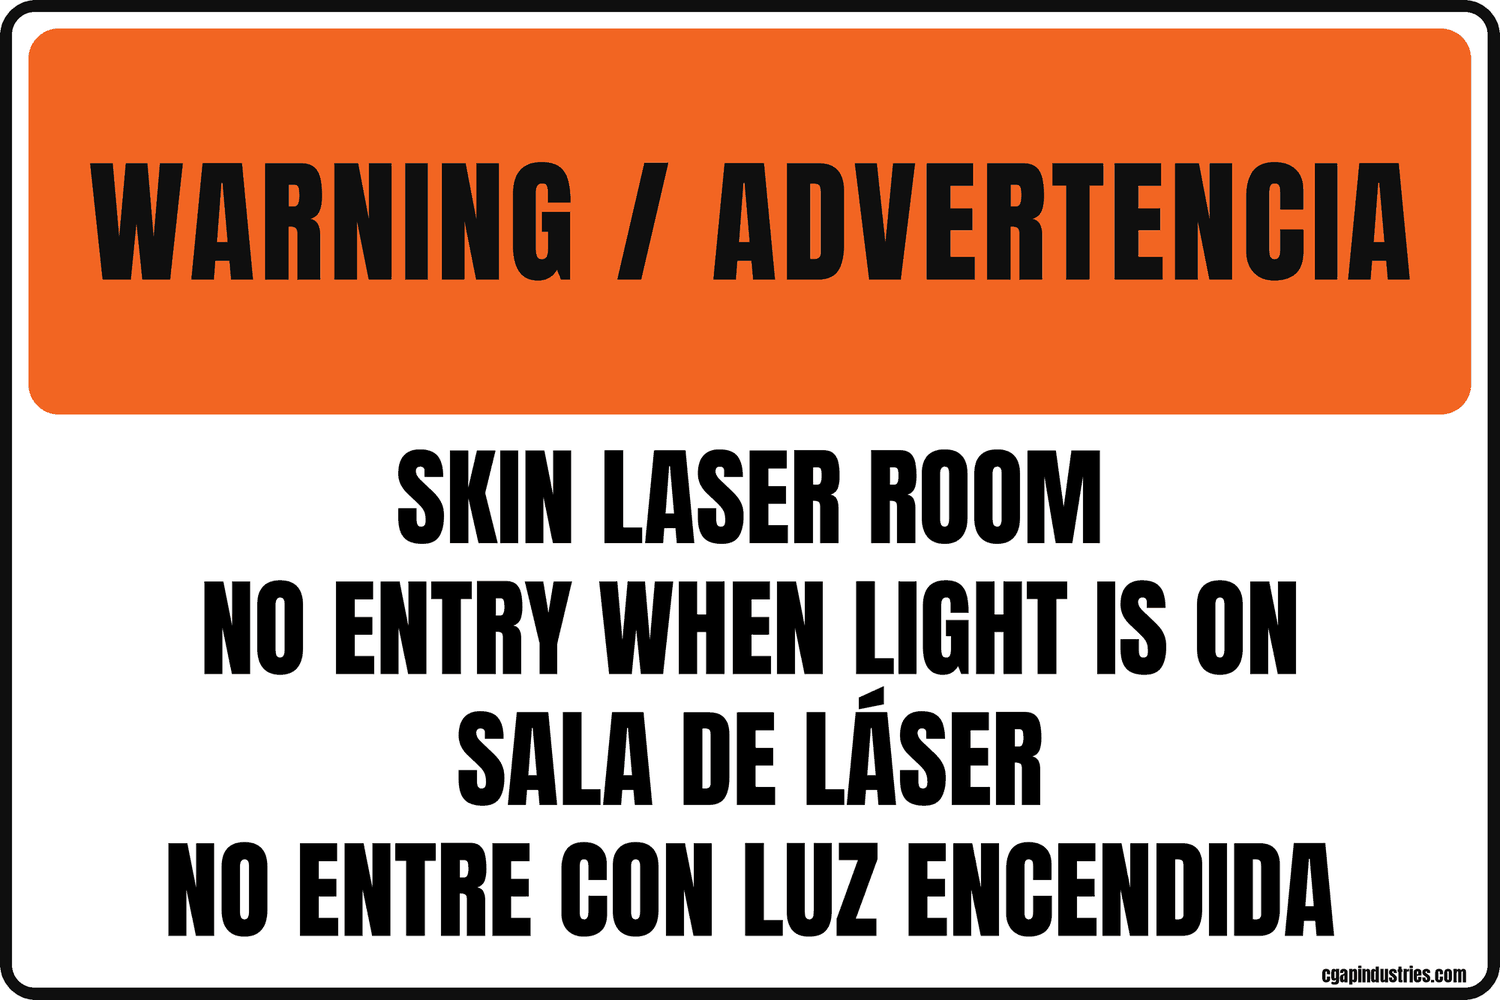 WARNING / ADVERTENCIA
SKIN LASER ROOM
NO ENTRY WHEN LIGHT IS ON
SALA DE LÁSER
NO ENTRE CON LUZ ENCENDIDA
cgapindustries.com